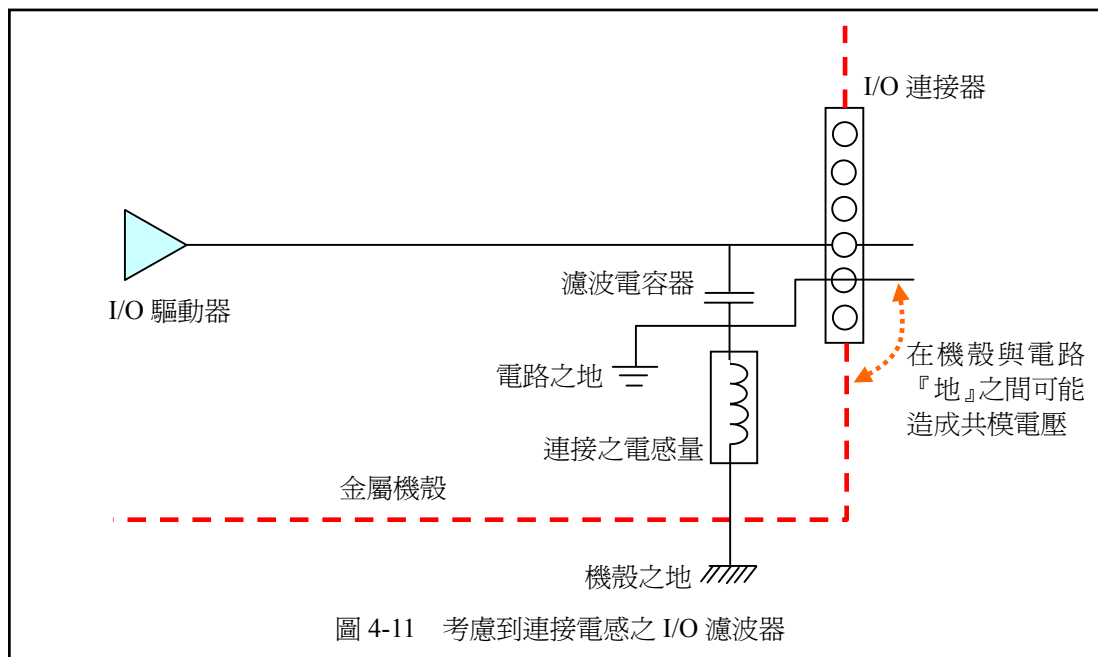 I/O 連接器
I/O 驅動器
濾波電容器
電路之地
連接之電感量
在機殼與電路
『地』之間可能
造成共模電壓
金屬機殼
機殼之地
圖 4-11 考慮到連接電感之 I/O 濾波器